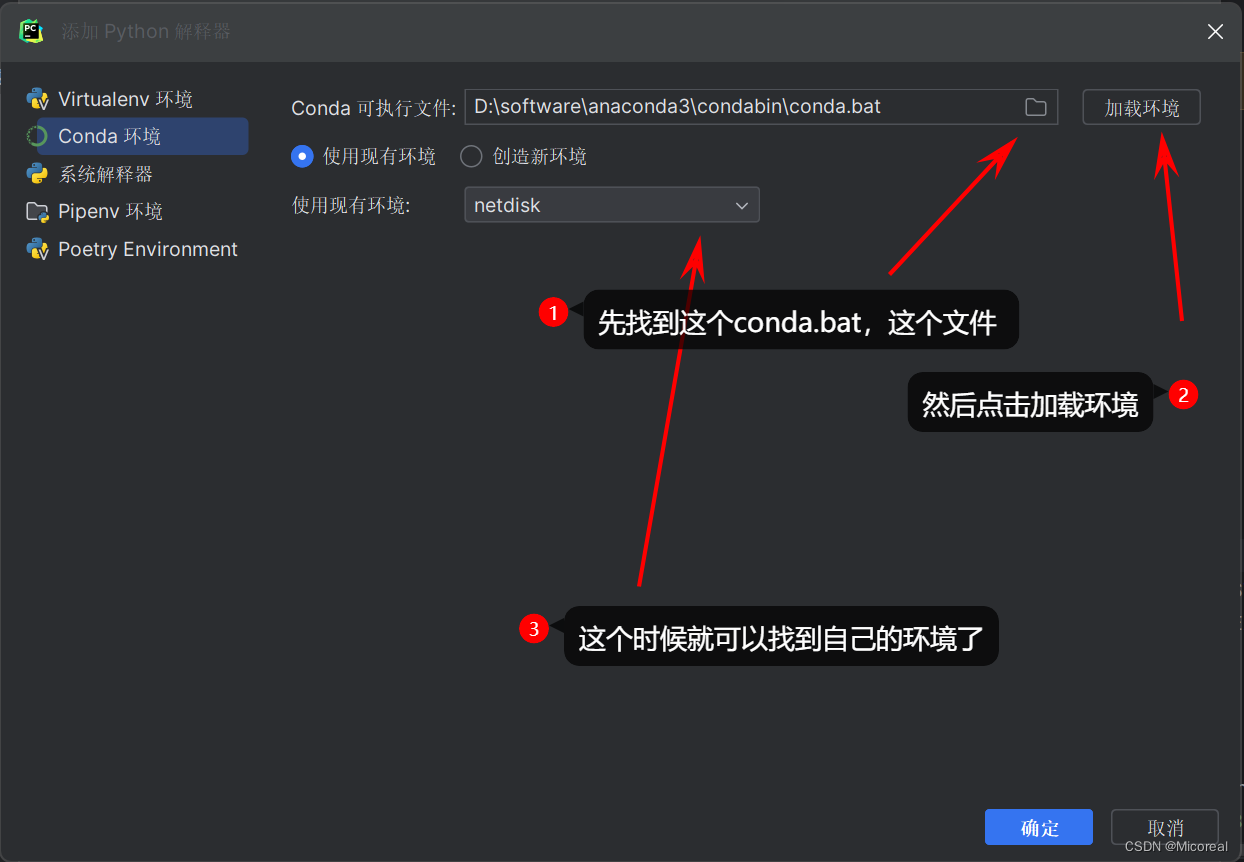 PC
添加 Python 解释器
Virtualenv 环境
Conda 环境
系统解释器
Pipenv 环境
Poetry Environment
Conda 可执行文件: D:\software\anaconda3\condabin\conda.bat 加载环境
使用现有环境 创造新环境
使用现有环境: netdisk
1 先找到这个conda.bat，这个文件
然后点击加载环境 2
3 这个时候就可以找到自己的环境了
确定 取消
CSDN @Micoreal